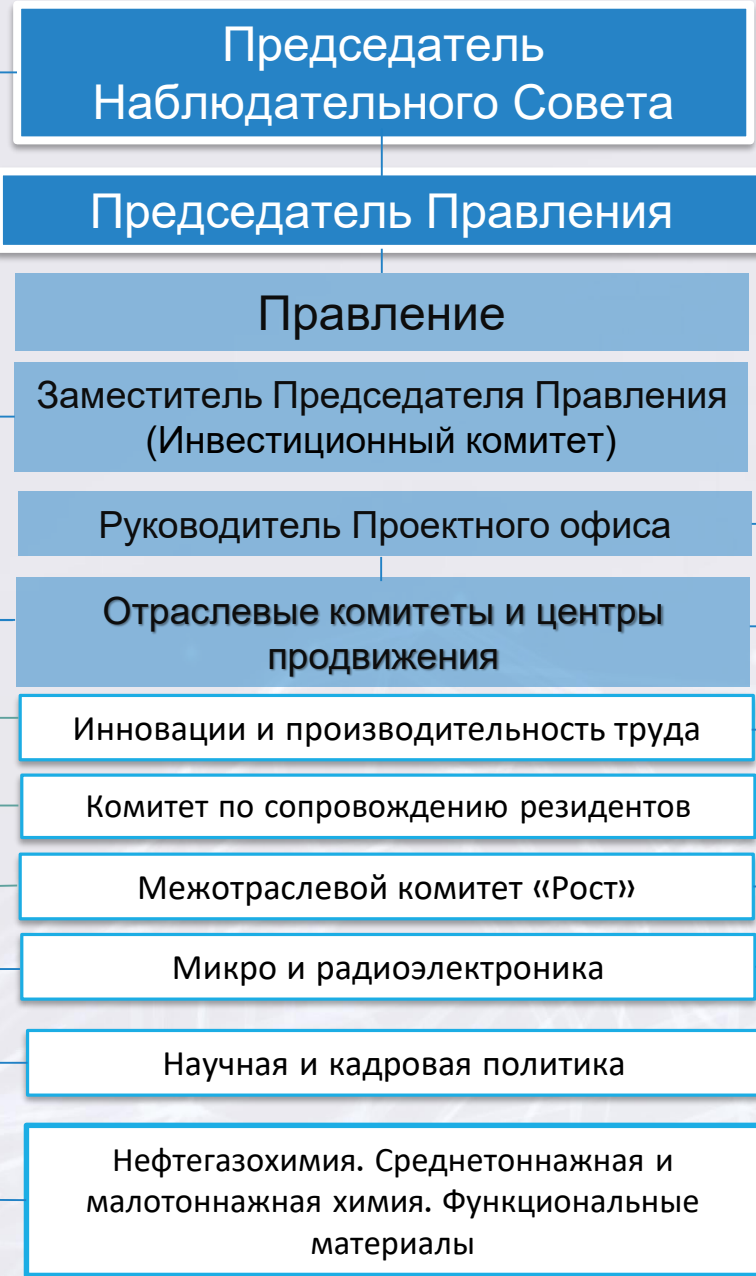 Председатель
Наблюдательного Совета
Председатель Правления
Правление
Заместитель Председателя Правления
(Инвестиционный комитет)
Руководитель Проектного офиса
Отраслевые комитеты и центры
продвижения
Инновации и производительность труда
Комитет по сопровождению резидентов
Межотраслевой комитет «Рост»
Микро и радиоэлектроника
Научная и кадровая политика
Нефтегазохимия. Среднетоннажная и
малотоннажная химия. Функциональные
материалы